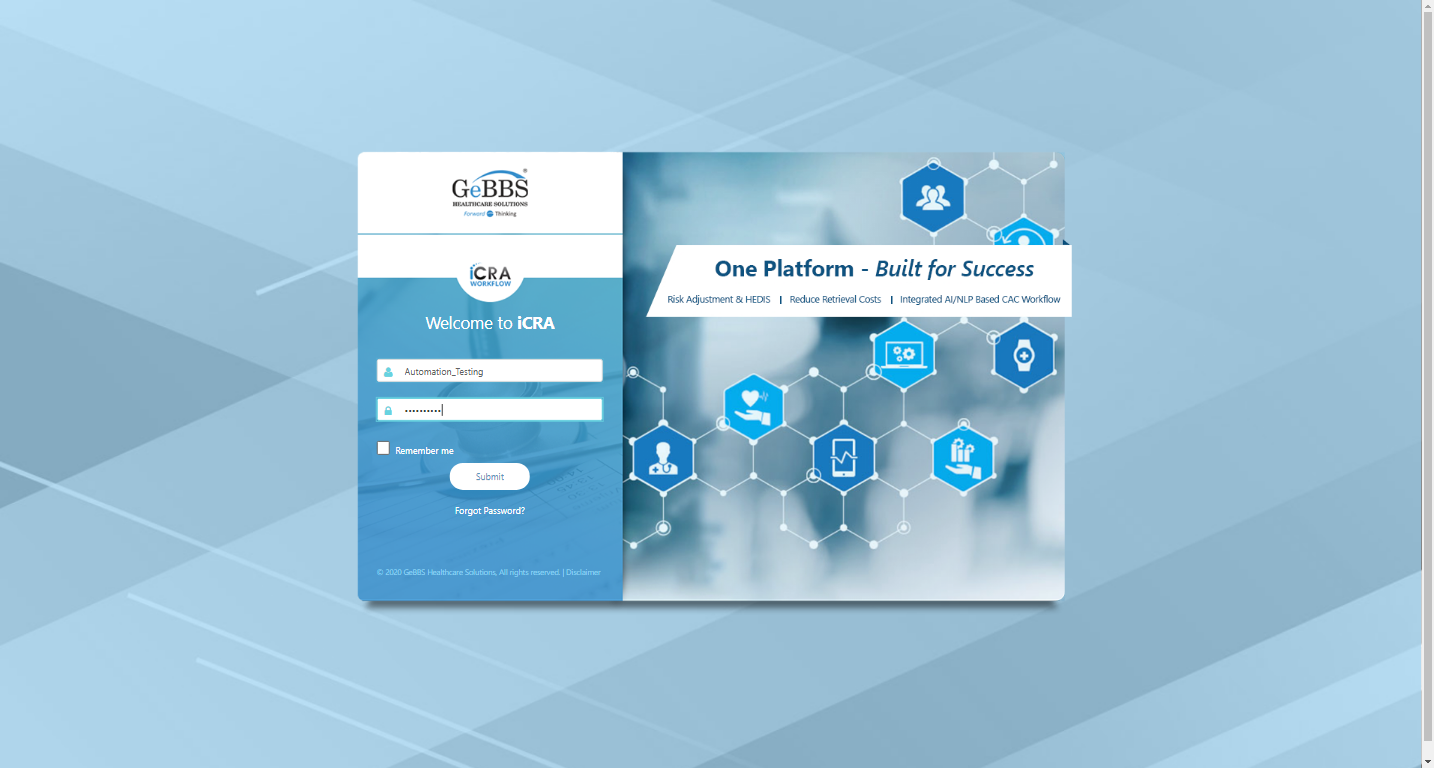 GeBBS®
HEALTHCARE SOLUTIONS
Forward Thinking
iCRA
WORKFLOW
Welcome to iCRA
Automation_Testing
••••••••••
Remember me
Submit
Forgot Password?
© 2020 GeBBS Healthcare Solutions, All rights reserved. | Disclaimer
One Platform - Built for Success
Risk Adjustment & HEDIS | Reduce Retrieval Costs | Integrated AI/NLP Based CAC Workflow